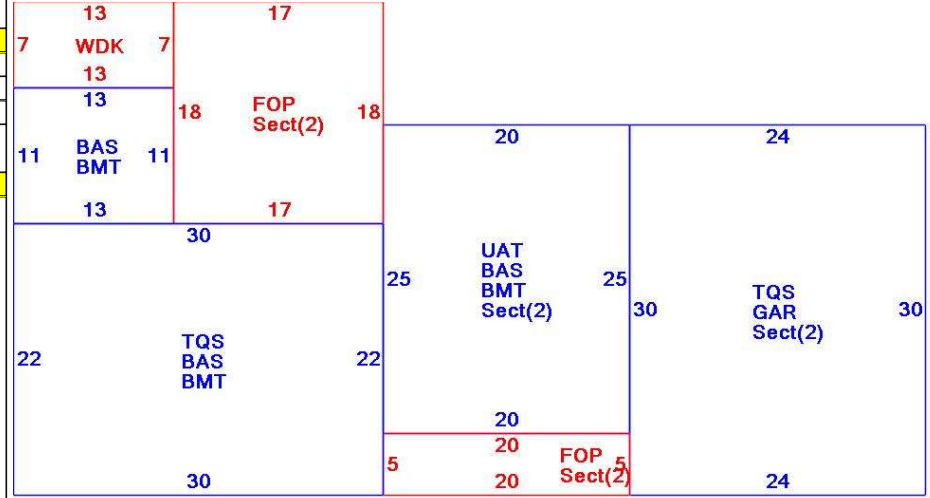 13
17
7 WDK 7
13
13
18 FOP 18
Sect(2)
20
24
11 BAS 11
BMT
13
17
30
25 UAT 25
BAS
BMT
Sect(2)
30 TQS 30
GAR
Sect(2)
22 TQS 22
BAS
BMT
20
20
5 FOP 5
Sect(2)
30
20
24